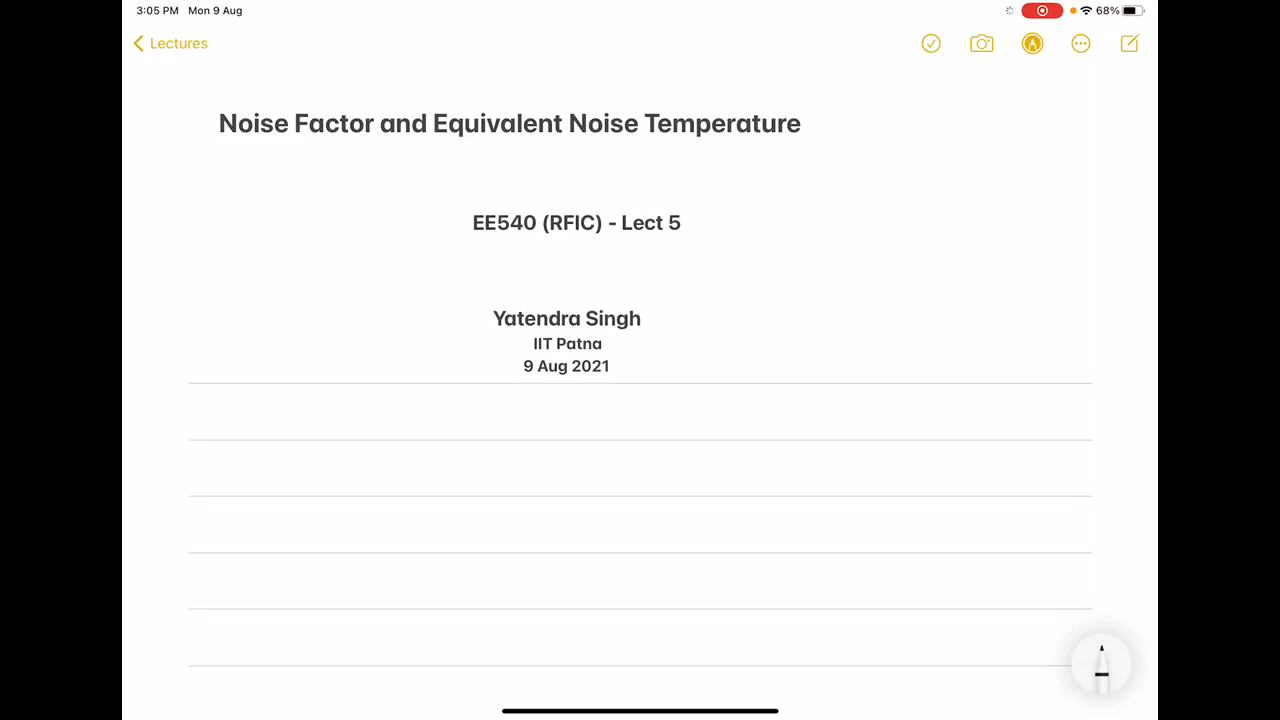 3:05 PM Mon 9 Aug
68%
Lectures
Noise Factor and Equivalent Noise Temperature
EE540 (RFIC) - Lect 5
Yatendra Singh
IIT Patna
9 Aug 2021